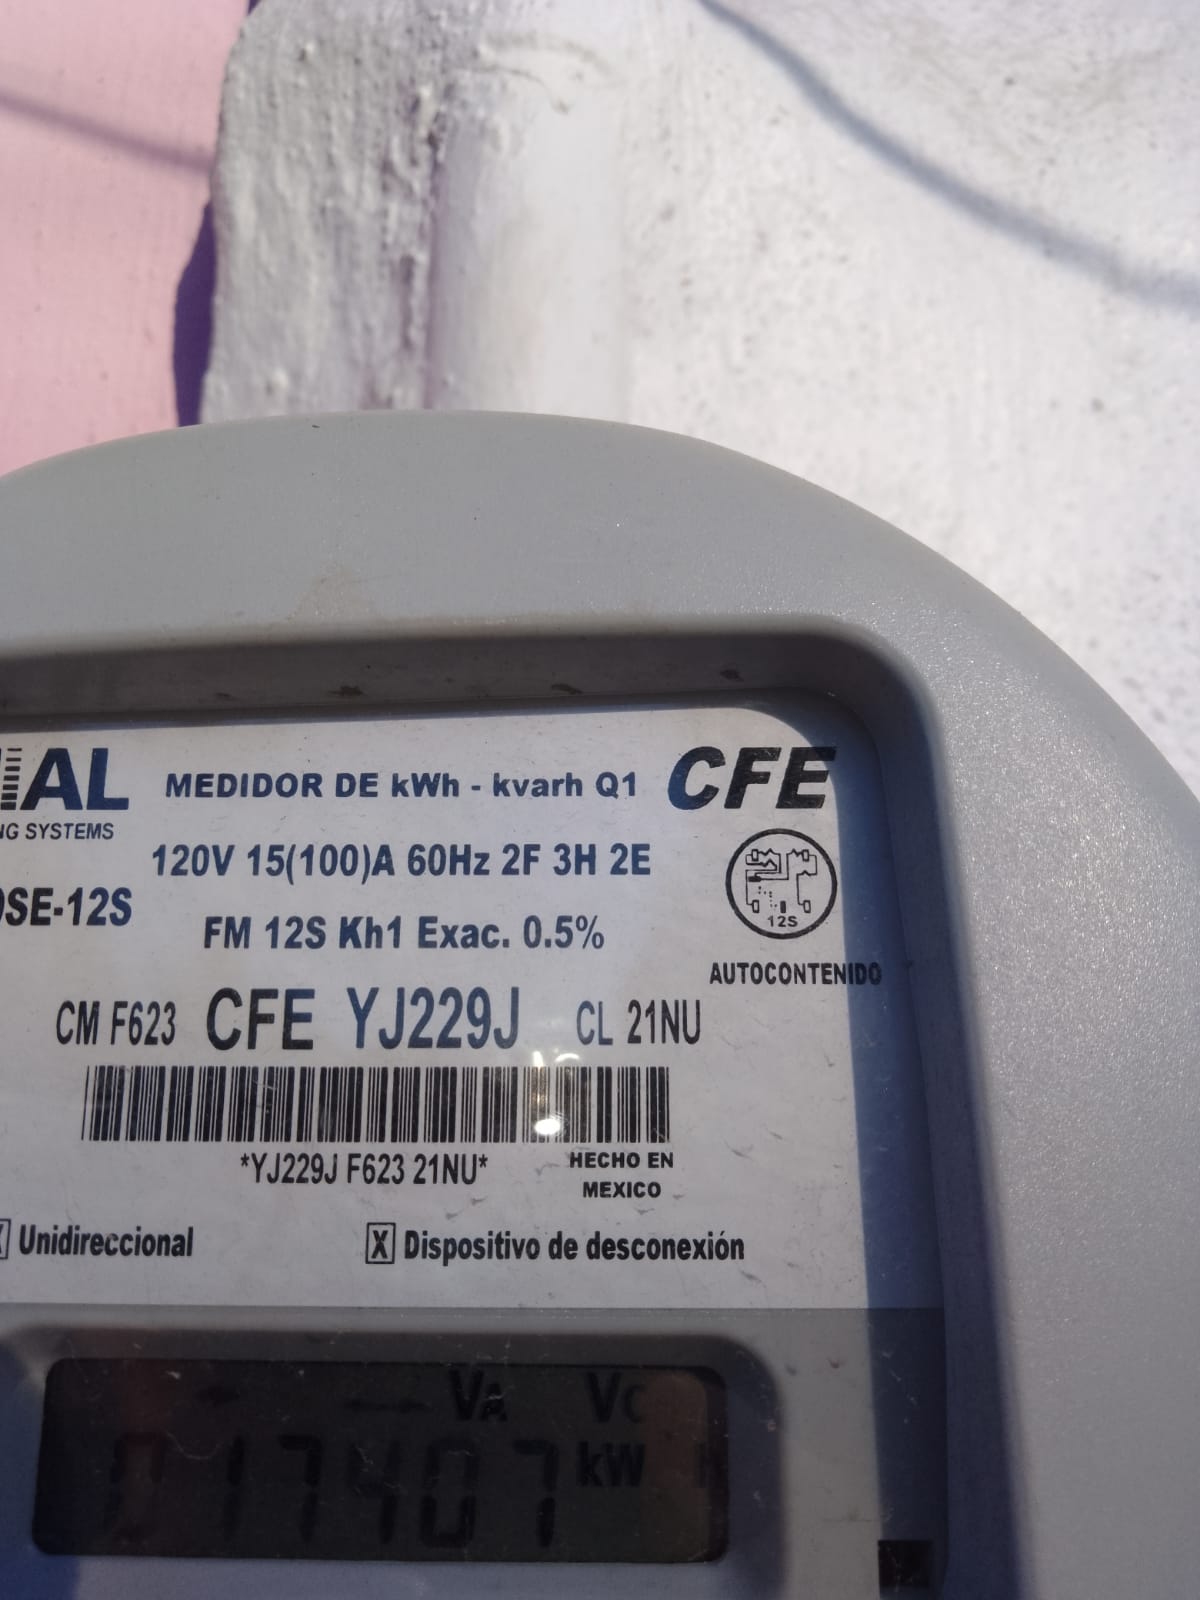 IAL
MEDIDOR DE kWh - kvarh Q1
CFE
NG SYSTEMS
120V 15(100)A 60Hz 2F 3H 2E
SE-12S
FM 12S Kh1 Exac. 0.5%
12S
AUTOCONTENIDO
CM F623 CFE YJ229J CL 21NU
*YJ229J F623 21NU*
HECHO EN
MEXICO
X Unidireccional
X Dispositivo de desconexión
VA VC
017407 kW